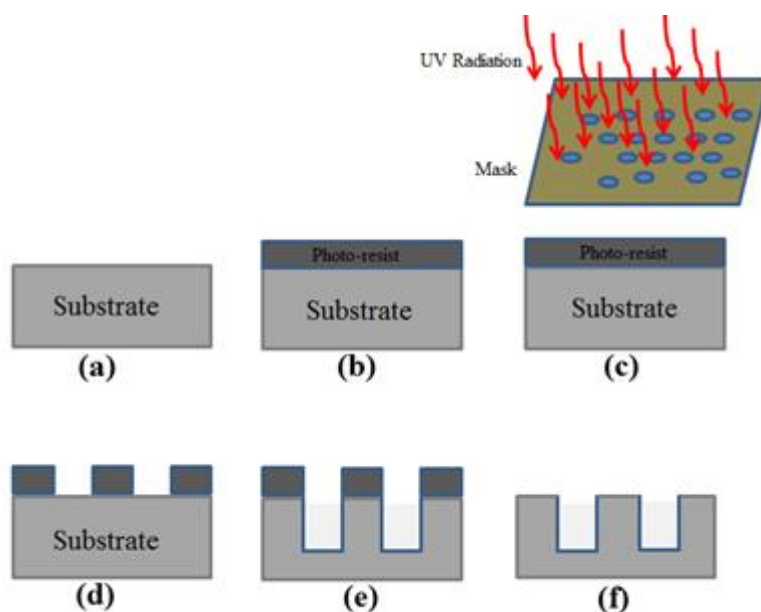 UV Radiation
Mask
Photo-resist
Photo-resist
Substrate
Substrate
Substrate
(a)
(b)
(c)
Substrate
(d)
(e)
(f)